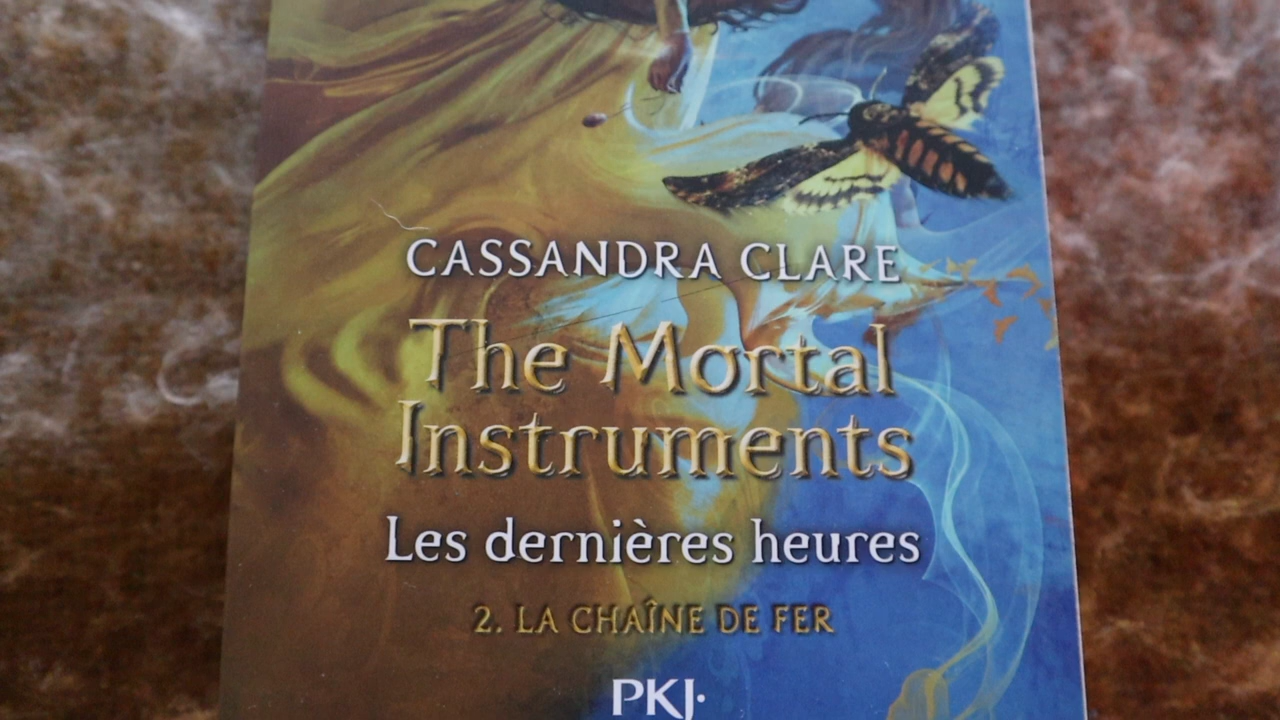 CASSANDRA CLARE
The Mortal
Instruments
Les dernières heures
2. LA CHAÎNE DE FER
PKJ·